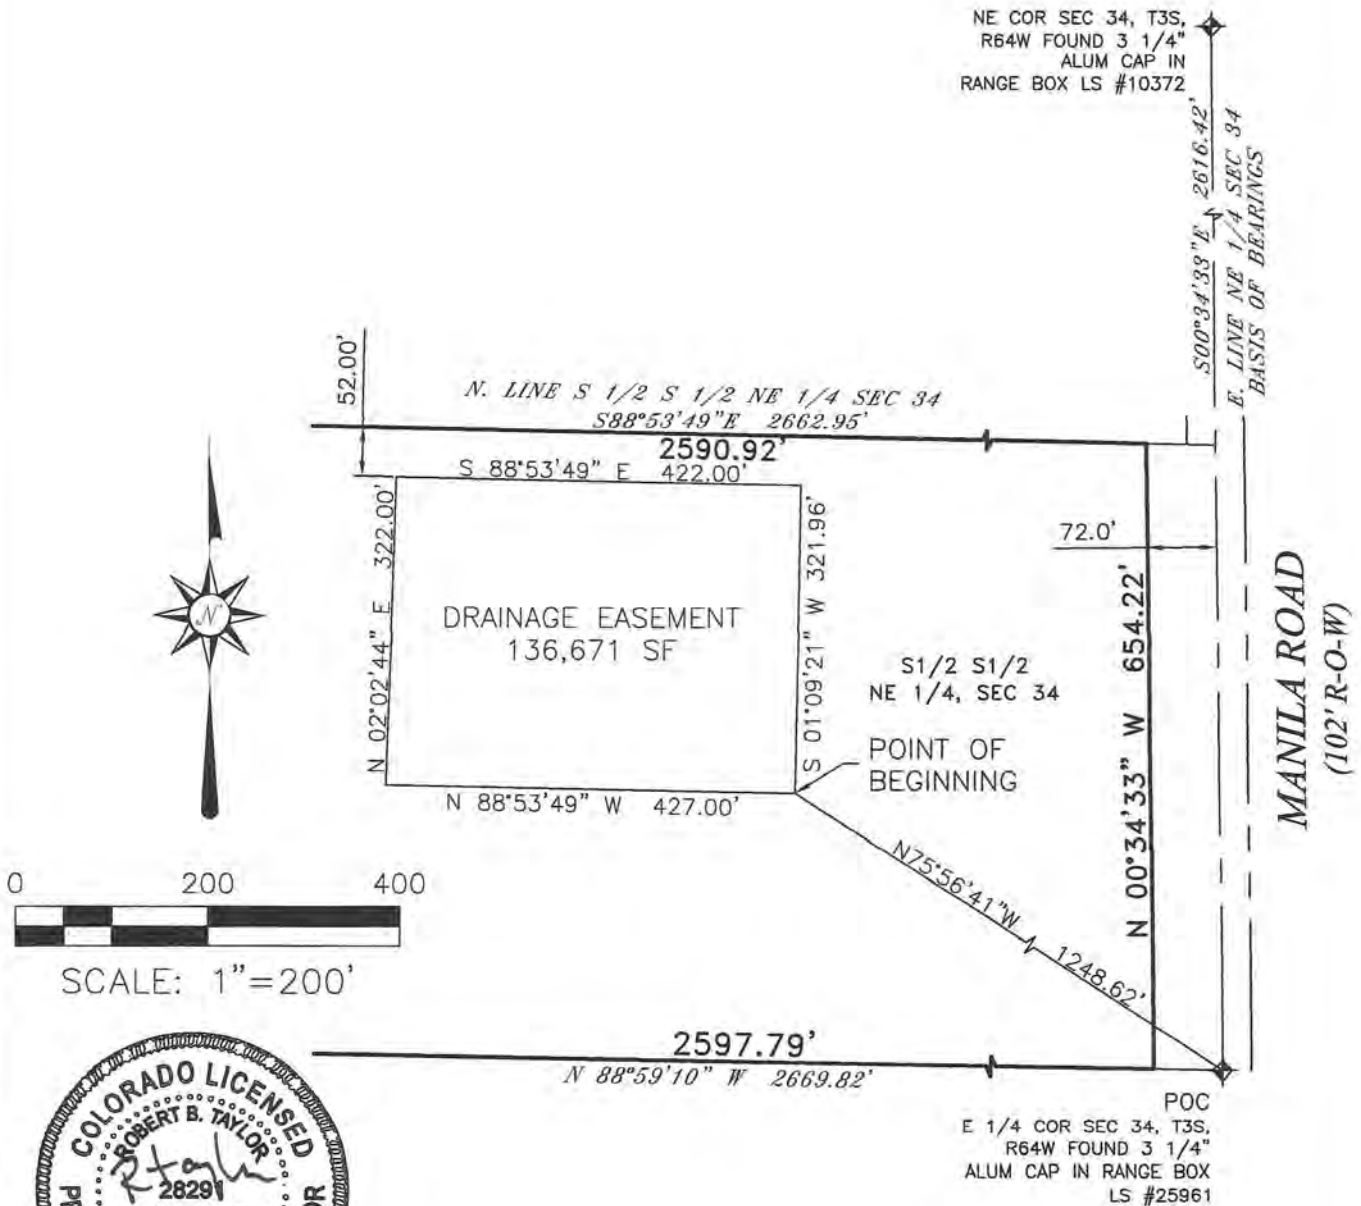 NE COR SEC 34, T3S,
R64W FOUND 3 1/4"
ALUM CAP IN
RANGE BOX LS #10372
S00°34'33"E 2616.42'
E. LINE NE 1/4 SEC 34
BASIS OF BEARINGS
52.00'
N. LINE S 1/2 S 1/2 NE 1/4 SEC 34
S88°53'49"E 2662.95'
2590.92'
S 88°53'49" E 422.00'
N 02°02'44" E 322.00'
S 01°09'21" W 321.96'
72.0'
DRAINAGE EASEMENT
136,671 SF
S1/2 S1/2
NE 1/4, SEC 34
N 00°34'33" W 654.22'
MANILA ROAD
(102' R-O-W)
N
POINT OF
BEGINNING
N 88°53'49" W 427.00'
N75°56'41"W 1248.62'
0 200 400
SCALE: 1"=200'
2597.79'
N 88°59'10" W 2669.82'
POC
E 1/4 COR SEC 34, T3S,
R64W FOUND 3 1/4"
ALUM CAP IN RANGE BOX
LS #25961
COLORADO LICENSED
ROBERT B. TAYLOR